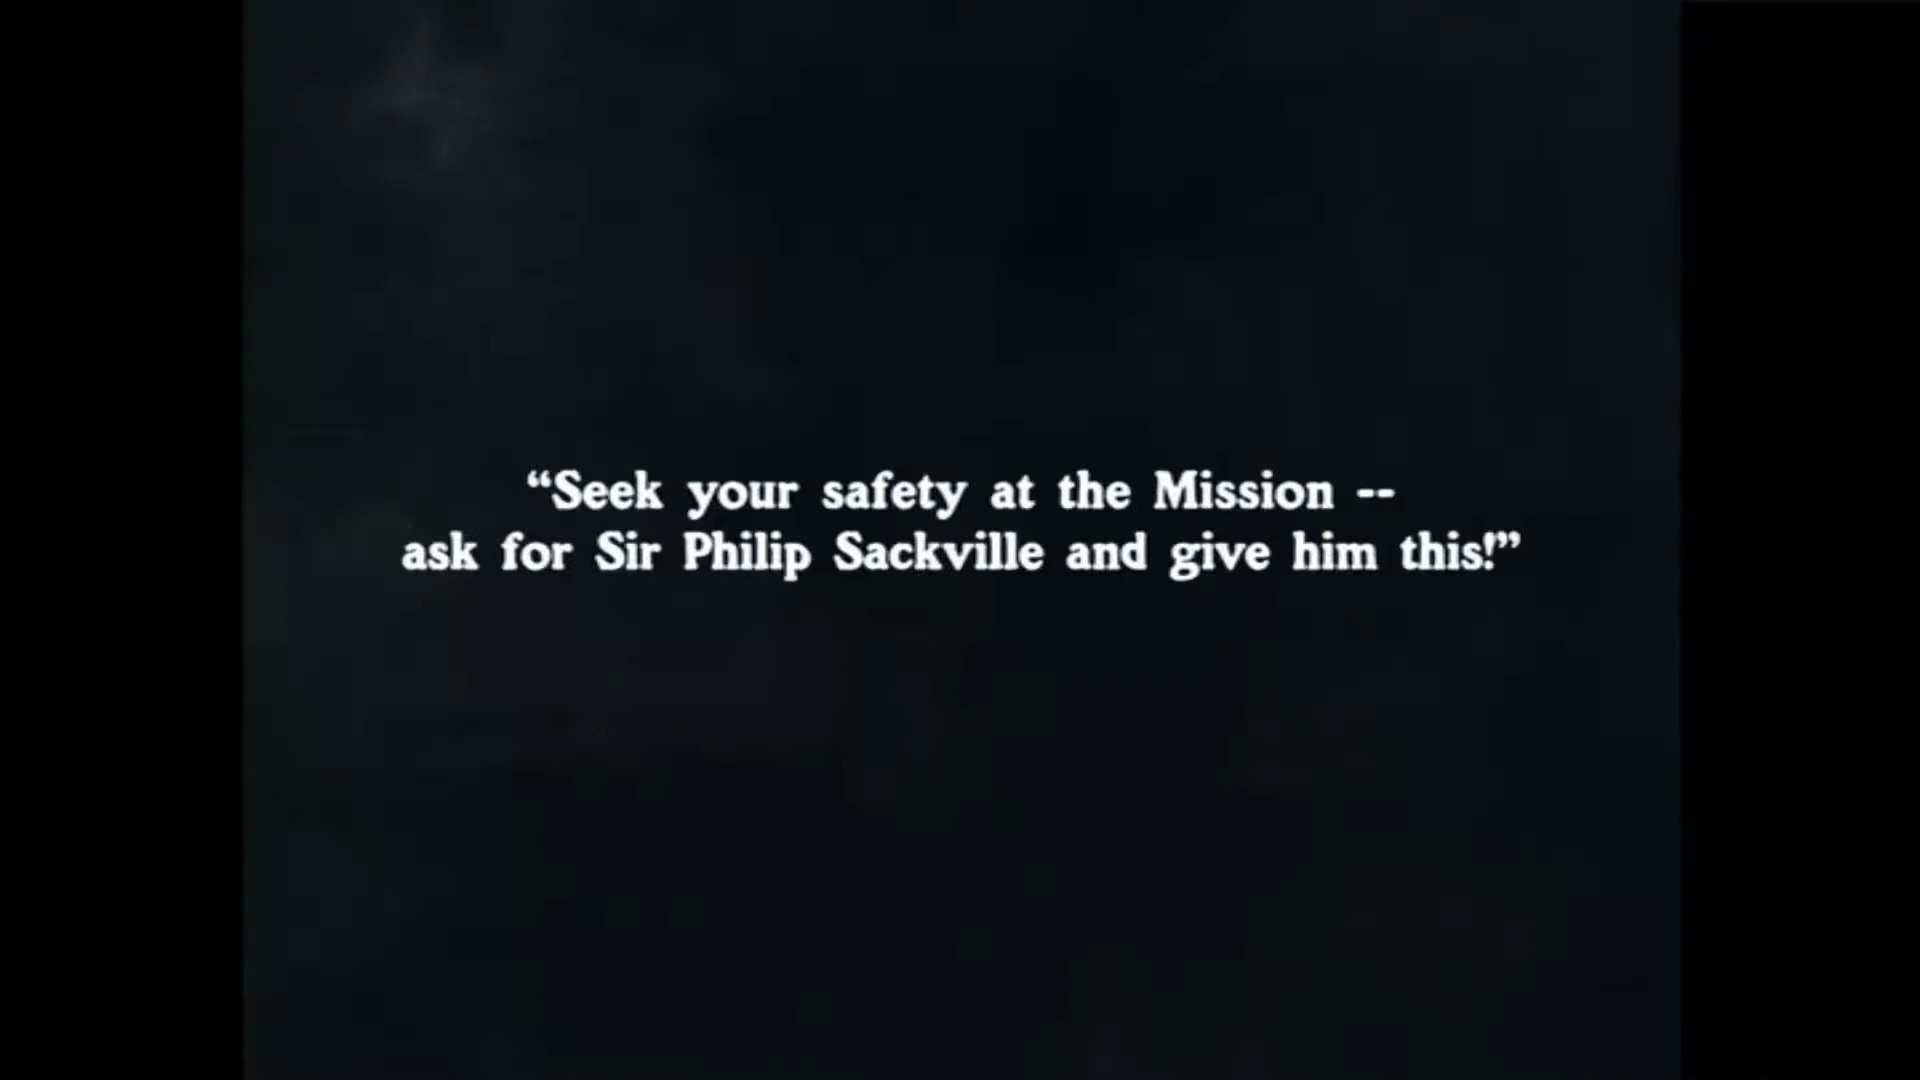 “Seek your safety at the Mission --
ask for Sir Philip Sackville and give him this!”